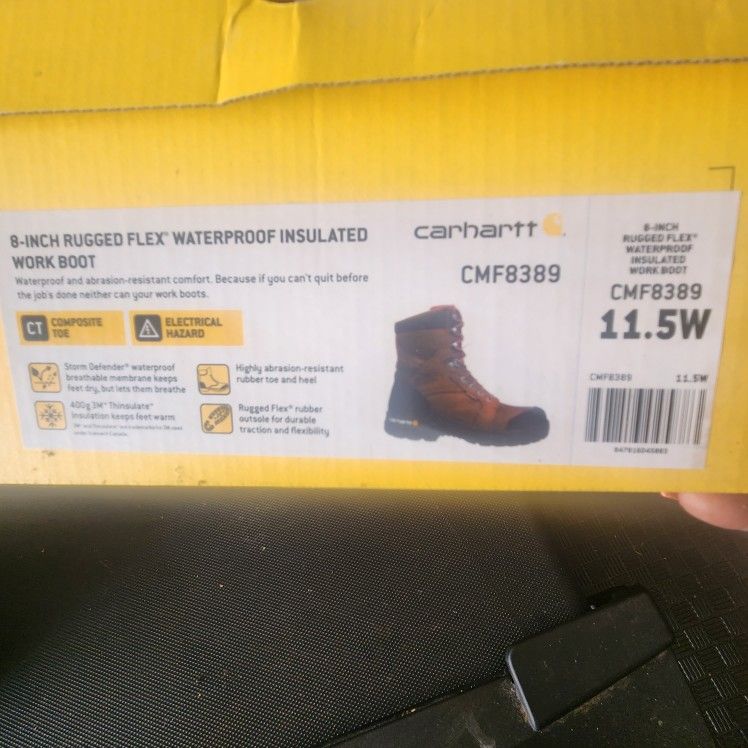 8-INCH RUGGED FLEX® WATERPROOF INSULATED
WORK BOOT
Waterproof and abrasion-resistant comfort. Because if you can't quit before
the job's done neither can your work boots.
CT COMPOSITE
TOE
ELECTRICAL
HAZARD
Storm Defender® waterproof
breathable membrane keeps
feet dry, but lets them breathe
400g 3M™ Thinsulate™
Insulation keeps feet warm
Highly abrasion-resistant
rubber toe and heel
Rugged Flex® rubber
outsole for durable
traction and flexibility
carhartt
CMF8389
carhartt
8-INCH
RUGGED FLEX®
WATERPROOF
INSULATED
WORK BOOT
CMF8389
11.5W
CMF8389 11.5W